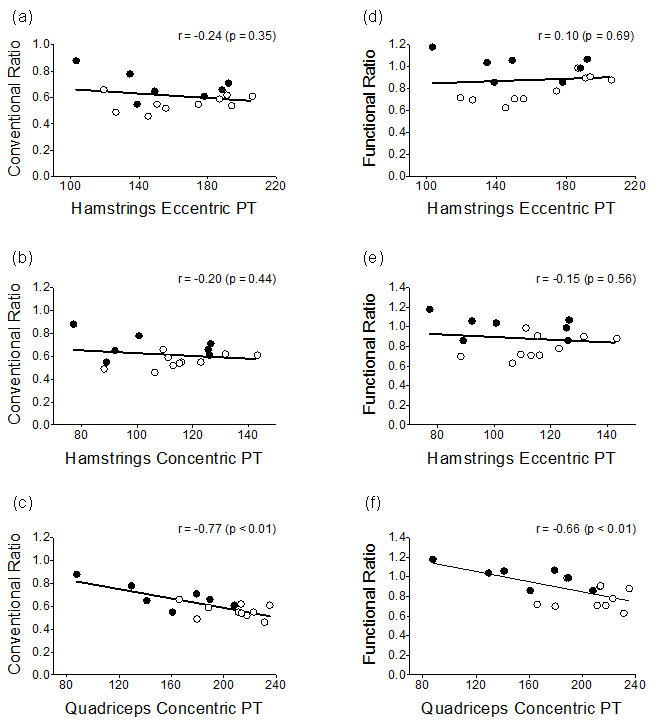 (a)
r = -0.24 (p = 0.35)
Conventional Ratio
1.0
0.8
0.6
0.4
0.2
0.0
100
140
180
220
Hamstrings Eccentric PT
(d)
r = 0.10 (p = 0.69)
Functional Ratio
1.2
1.0
0.8
0.6
0.4
0.2
0.0
100
140
180
220
Hamstrings Eccentric PT
(b)
r = -0.20 (p = 0.44)
Conventional Ratio
1.2
1.0
0.8
0.6
0.4
0.2
0.0
80
100
120
140
Hamstrings Concentric PT
(e)
r = -0.15 (p = 0.56)
Functional Ratio
1.4
1.2
1.0
0.8
0.6
0.4
0.2
0.0
80
100
120
140
Hamstrings Eccentric PT
(c)
r = -0.77 (p < 0.01)
Conventional Ratio
1.2
1.0
0.8
0.6
0.4
0.2
0.0
80
120
160
200
240
Quadriceps Concentric PT
(f)
r = -0.66 (p < 0.01)
Functional Ratio
1.4
1.2
1.0
0.8
0.6
0.4
0.2
0.0
80
120
160
200
240
Quadriceps Concentric PT